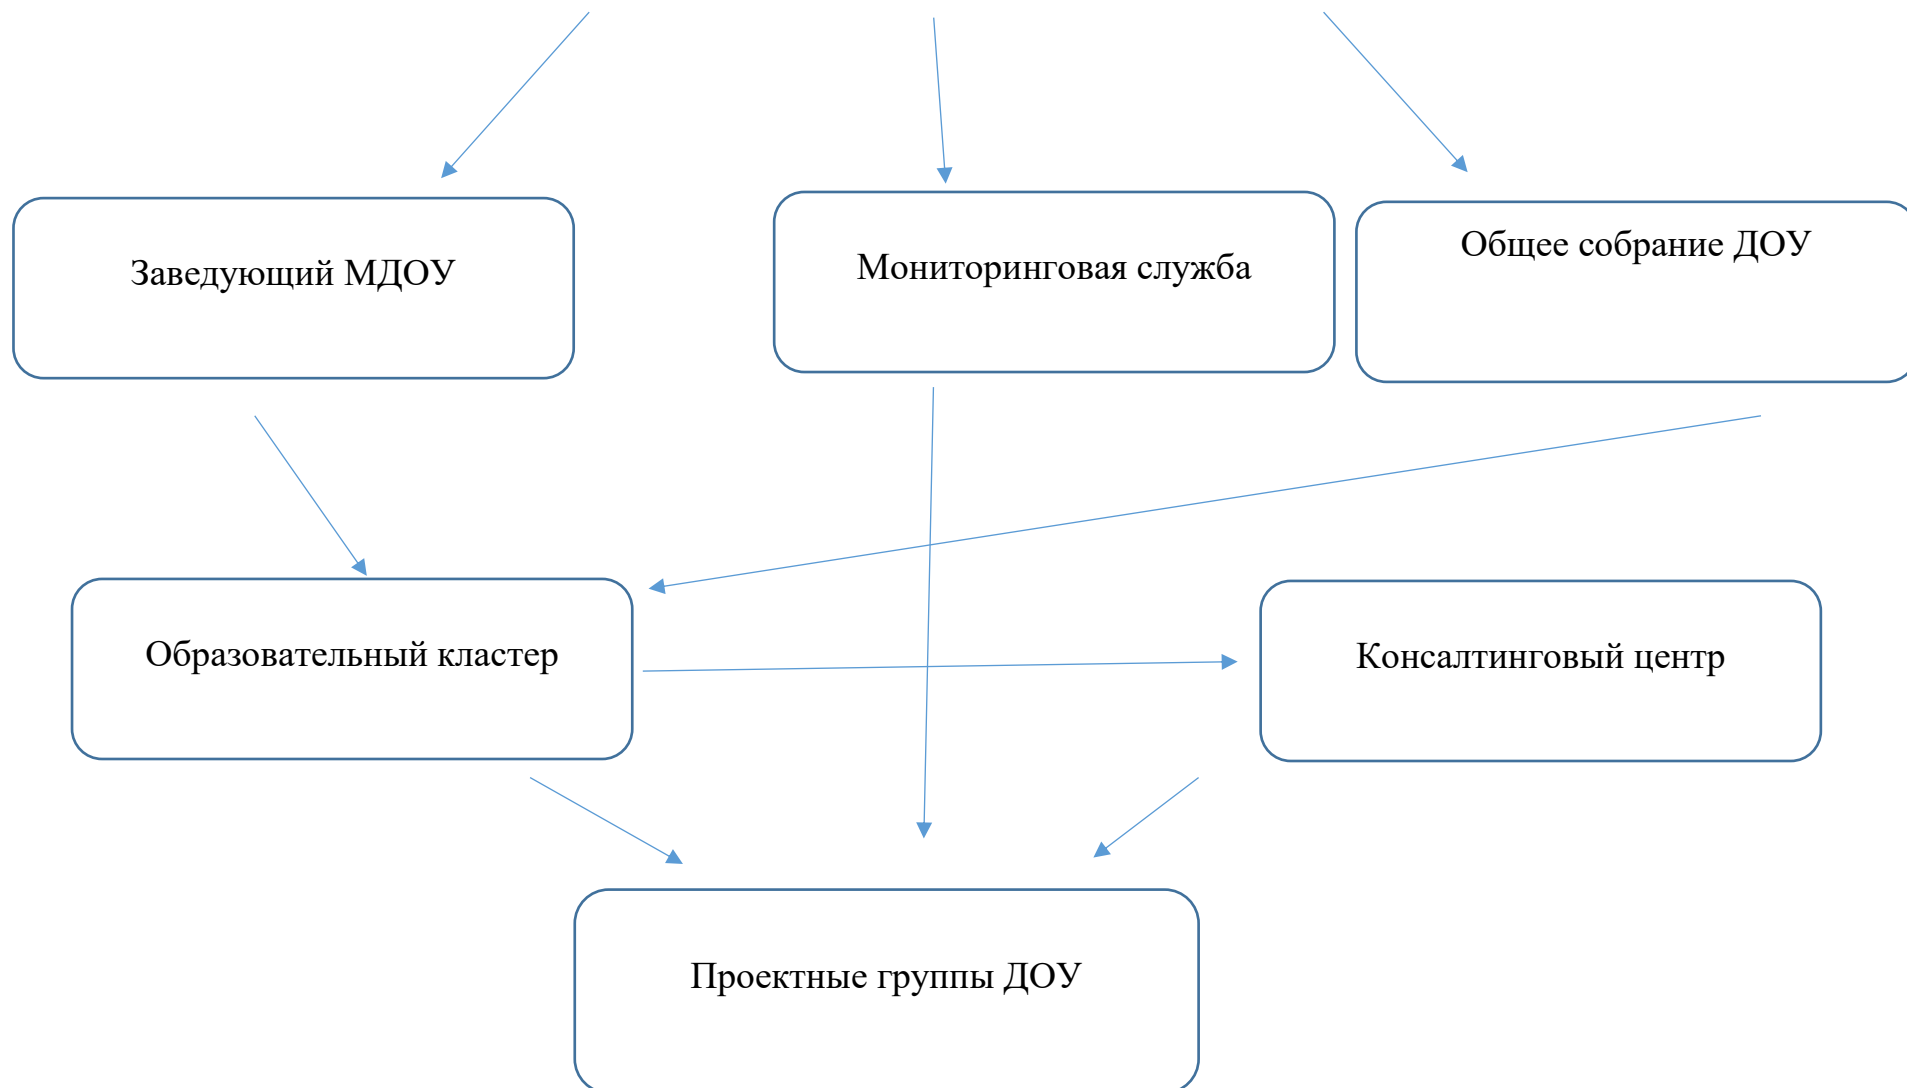 Заведующий МДОУ
Мониторинговая служба
Общее собрание ДОУ
Образовательный кластер
Консалтинговый центр
Проектные группы ДОУ